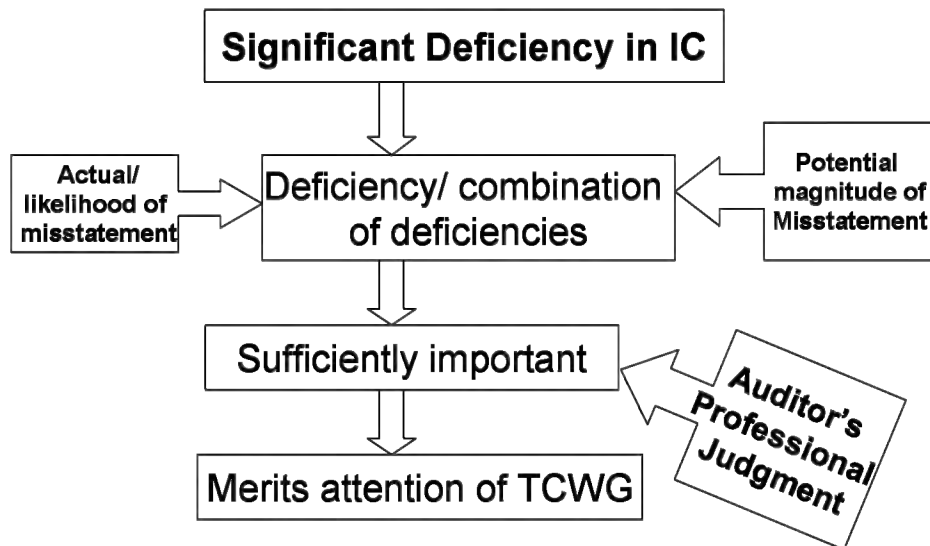 Significant Deficiency in IC
Actual/
likelihood of
misstatement
Deficiency/ combination
of deficiencies
Potential
magnitude of
Misstatement
Sufficiently important
Auditor's
Professional
Judgment
Merits attention of TCWG